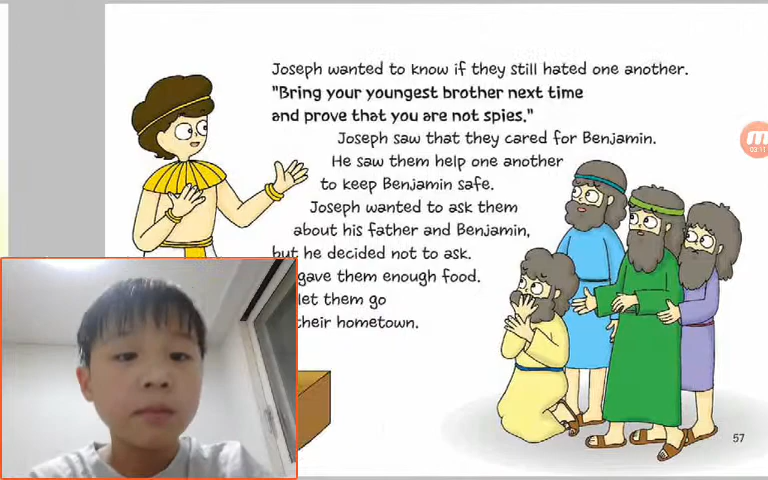 Joseph wanted to know if they still hated one another.
"Bring your youngest brother next time
and prove that you are not spies."
Joseph saw that they cared for Benjamin.
He saw them help one another
to keep Benjamin safe.
Joseph wanted to ask them
about his father and Benjamin,
but he decided not to ask.
gave them enough food.
let them go
their hometown.
57